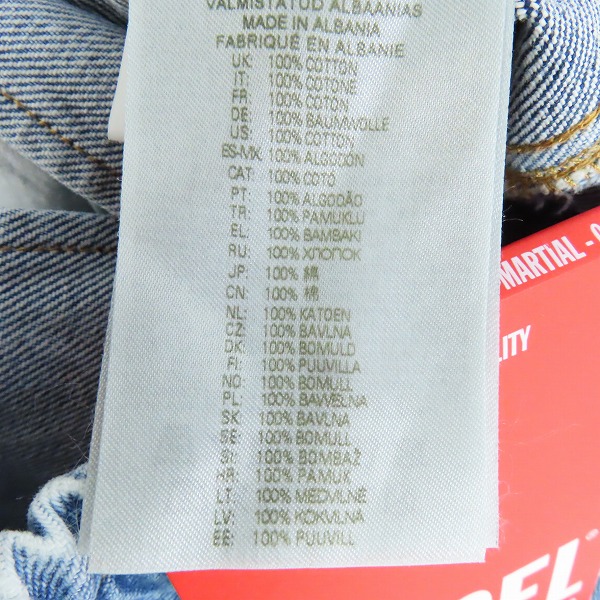 VALMISTATUD ALBAANIAS
MADE IN ALBANIA
FABRIQUÉ EN ALBANIE
UK: 100% COTTON
IT: 100% COTONE
FR: 100% COTON
DE: 100% BAUMWOLLE
US: 100% COTTON
ES-MX: 100% ALGODON
CAT: 100% COTÓ
PT: 100% ALGODÃO
TR: 100% PAMUKLU
EL: 100% BAMBAKI
RU: 100% ХЛОПОК
JP: 100% 綿
CN: 100% 棉
NL: 100% KATOEN
CZ: 100% BAVLNA
DK: 100% BOMULD
FI: 100% PUUVILLA
NO: 100% BOMULL
PL: 100% BAWEŁNA
SK: 100% BAVLNA
SE: 100% BOMULL
SI: 100% BOMBAŽ
HR: 100% PAMUK
LT: 100% MEDVILNĖ
LV: 100% KOKVILNA
EE: 100% PUUVILL
MARTIAL - 
LITY